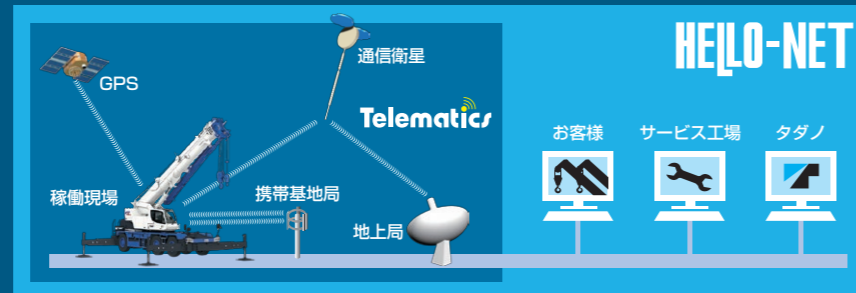 HELLO-NET
通信衛星
GPS
Telematics
お客様 サービス工場 タダノ
稼働現場
携帯基地局
地上局